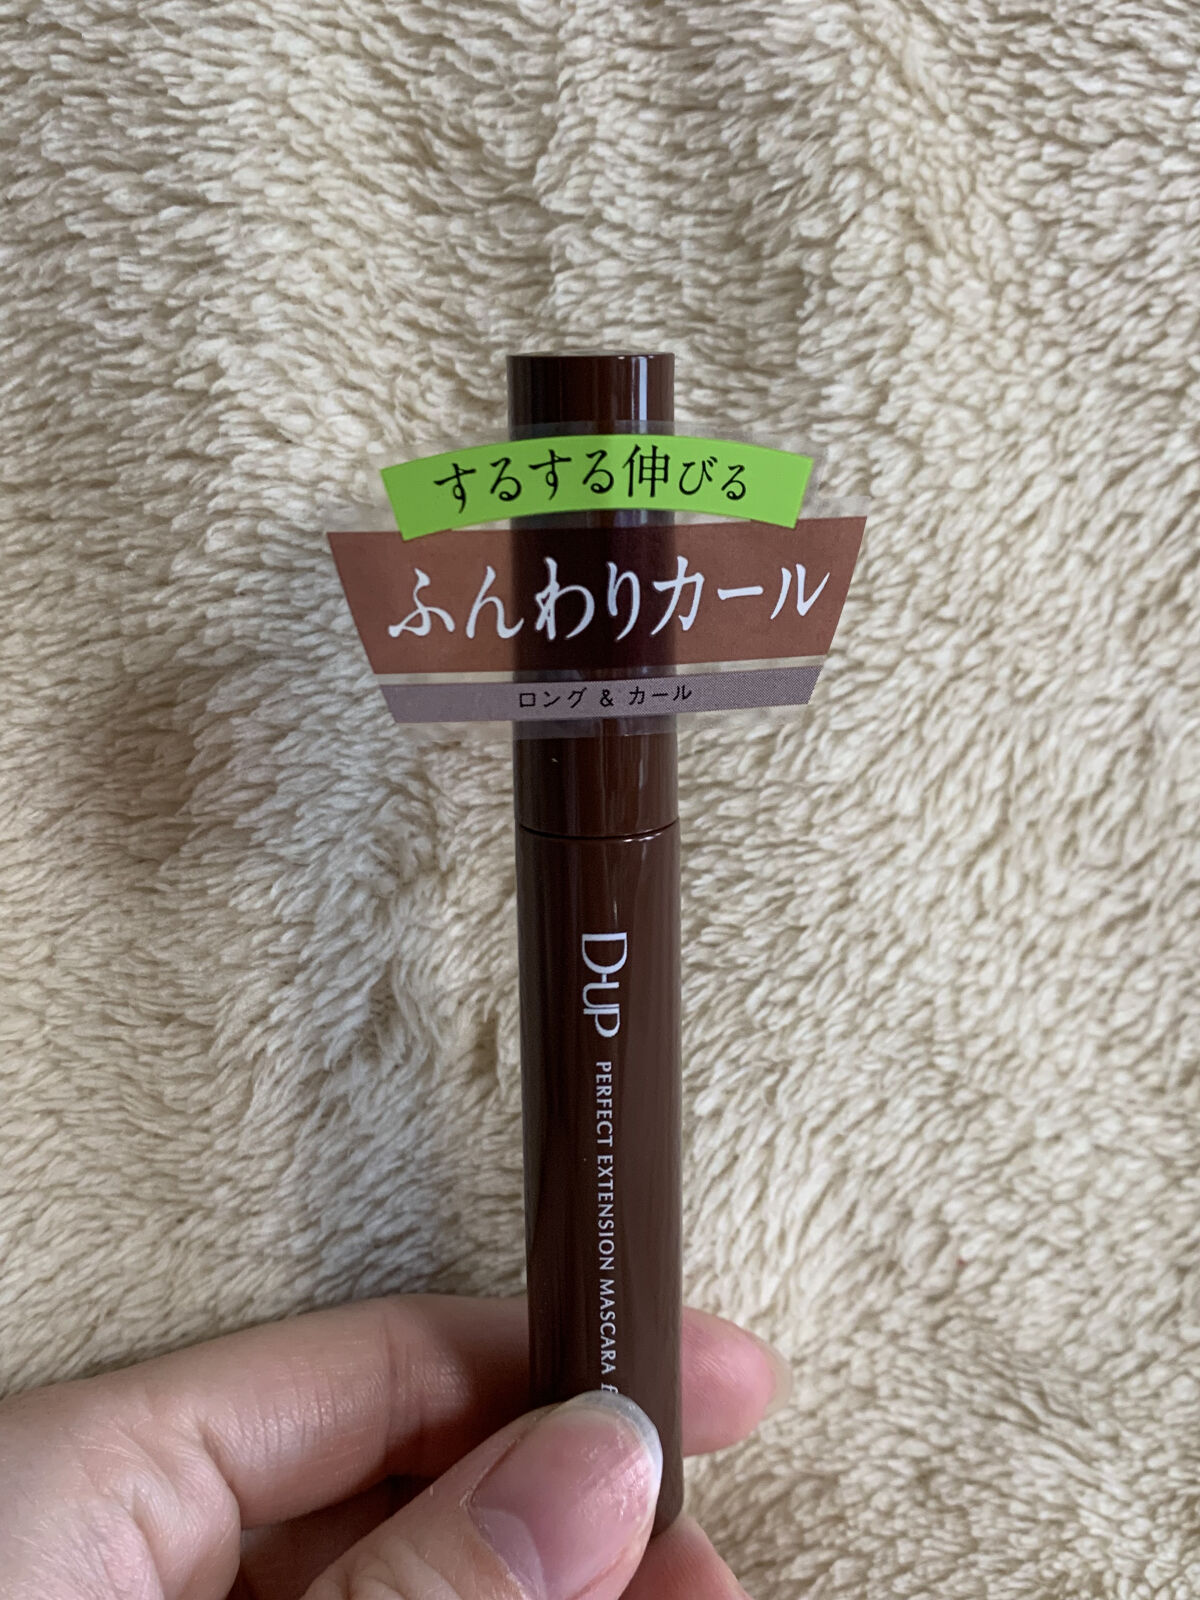 するする伸びる
ふんわりカール
ロング & カール
D-UP
PERFECT EXTENSION MASCARA